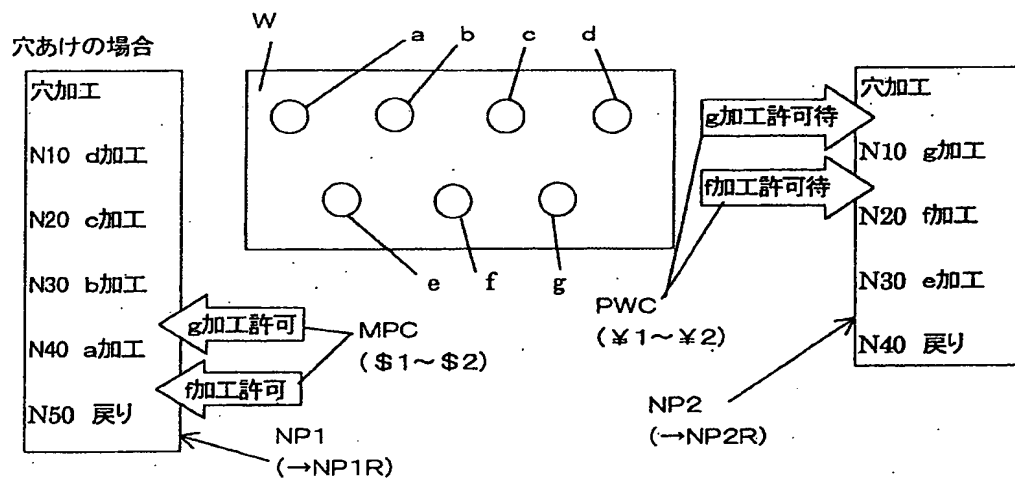 穴あけの場合
穴加工
N10 d加工
N20 c加工
N30 b加工
N40 a加工
N50 戻り
g加工許可
f加工許可
MPC
($1～$2)
NP1
(→NP1R)
W
a
b
c
d
e
f
g
g加工許可待
f加工許可待
PWC
(¥1～¥2)
穴加工
N10 g加工
N20 f加工
N30 e加工
N40 戻り
NP2
(→NP2R)